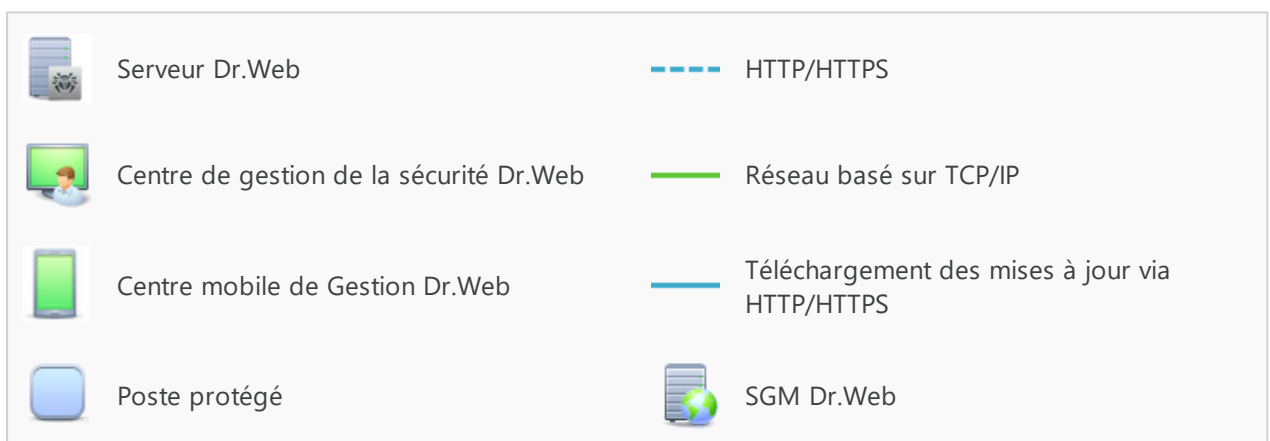 Serveur Dr.Web
HTTP/HTTPS
Centre de gestion de la sécurité Dr.Web
Réseau basé sur TCP/IP
Centre mobile de Gestion Dr.Web
Téléchargement des mises à jour via
HTTP/HTTPS
Poste protégé
SGM Dr.Web